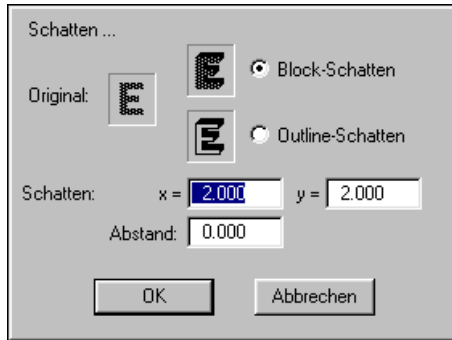 Schatten ...
Block-Schatten
Original:
Outline-Schatten
Schatten: x = 2.000 y = 2.000
Abstand: 0.000
OK Abbrechen